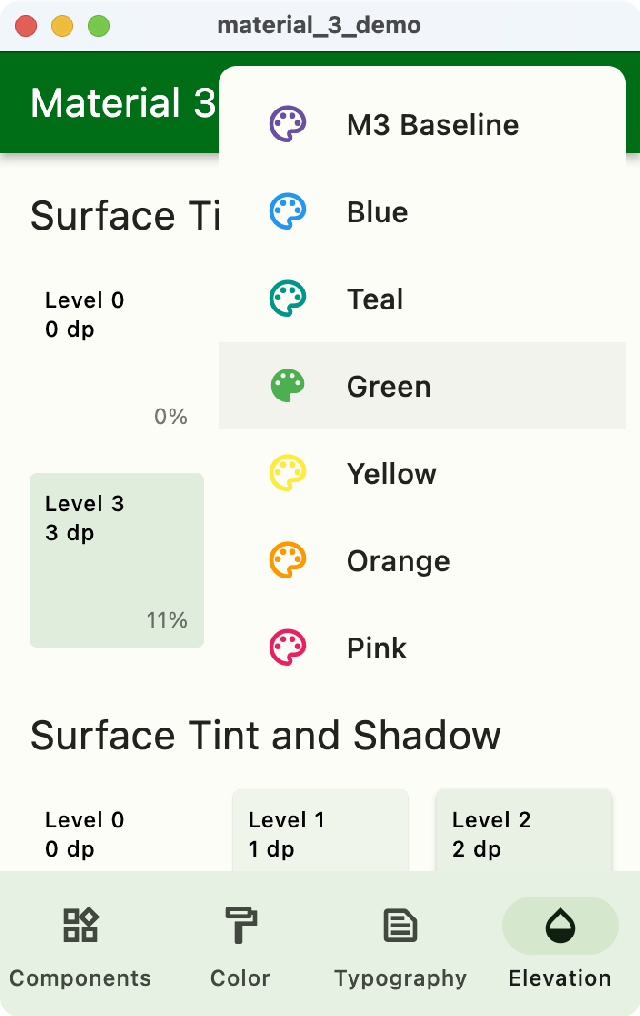 material_3_demo
Material 3
M3 Baseline
Blue
Teal
Green
Yellow
Orange
Pink
Surface Ti
Level 0
0 dp
0%
Level 3
3 dp
11%
Surface Tint and Shadow
Level 0
0 dp
Level 1
1 dp
Level 2
2 dp
Components
Color
Typography
Elevation